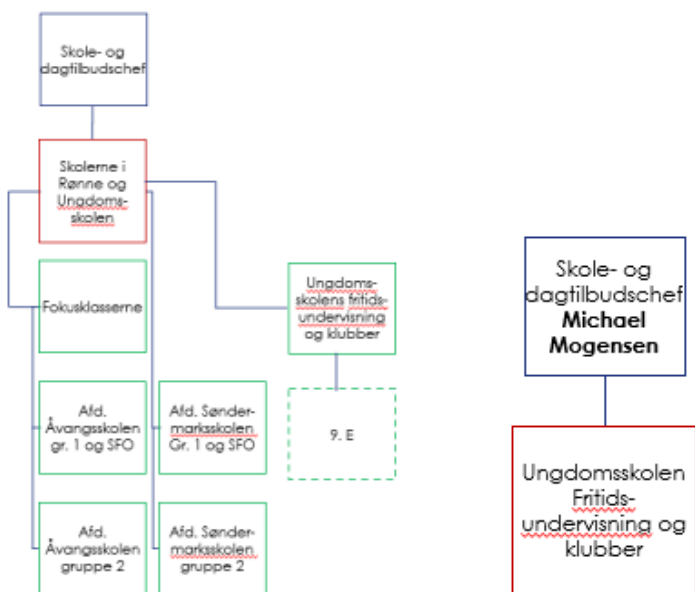 Skole- og
dagtilbudschef
Skolerne i
Rønne og
Ungdoms-
skolen
Fokusklasserne
Ungdoms-
skolens fritids-
undervisning
og klubber
Afd.
Åvangsskolen
gr. 1 og SFO
Afd. Sønder-
marksskolen
Gr. 1 og SFO
9. E
Afd.
Åvangsskolen
gruppe 2
Afd. Sønder-
marksskolen
gruppe 2
Skole- og
dagtilbudschef
Michael
Mogensen
Ungdomsskolen
Fritids-
undervisning og
klubber